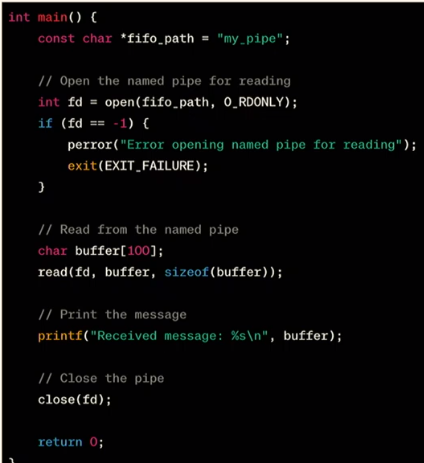 int main() {
    const char *fifo_path = "my_pipe";

    // Open the named pipe for reading
    int fd = open(fifo_path, O_RDONLY);
    if (fd == -1) {
        perror("Error opening named pipe for reading");
        exit(EXIT_FAILURE);
    }

    // Read from the named pipe
    char buffer[100];
    read(fd, buffer, sizeof(buffer));

    // Print the message
    printf("Received message: %s\n", buffer);

    // Close the pipe
    close(fd);

    return 0;
}